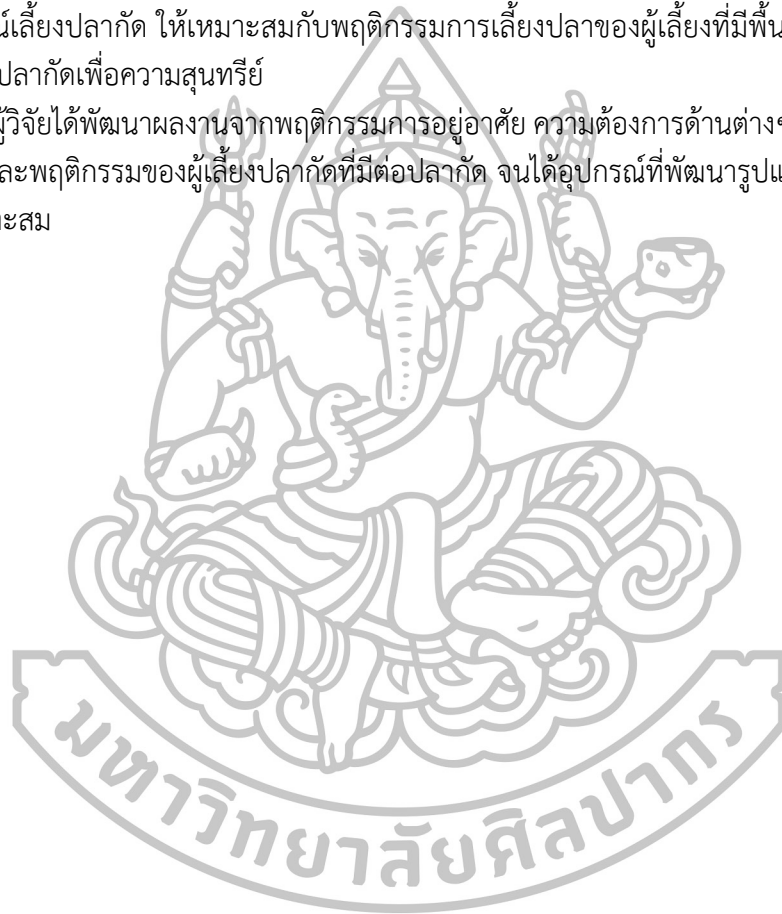 เลี้ยงปลากัด ให้เหมาะสมกับพฤติกรรมการเลี้ยงปลาของผู้เลี้ยงที่มีพื้น
ปลากัดเพื่อความสุนทรีย์
ผู้วิจัยได้พัฒนาผลงานจากพฤติกรรมการอยู่อาศัย ความต้องการด้านต่างๆ
และพฤติกรรมของผู้เลี้ยงปลากัดที่มีต่อปลากัด จนได้อุปกรณ์ที่พัฒนารูปแ
าะสม
มหาวิทยาลัยศิลปากร